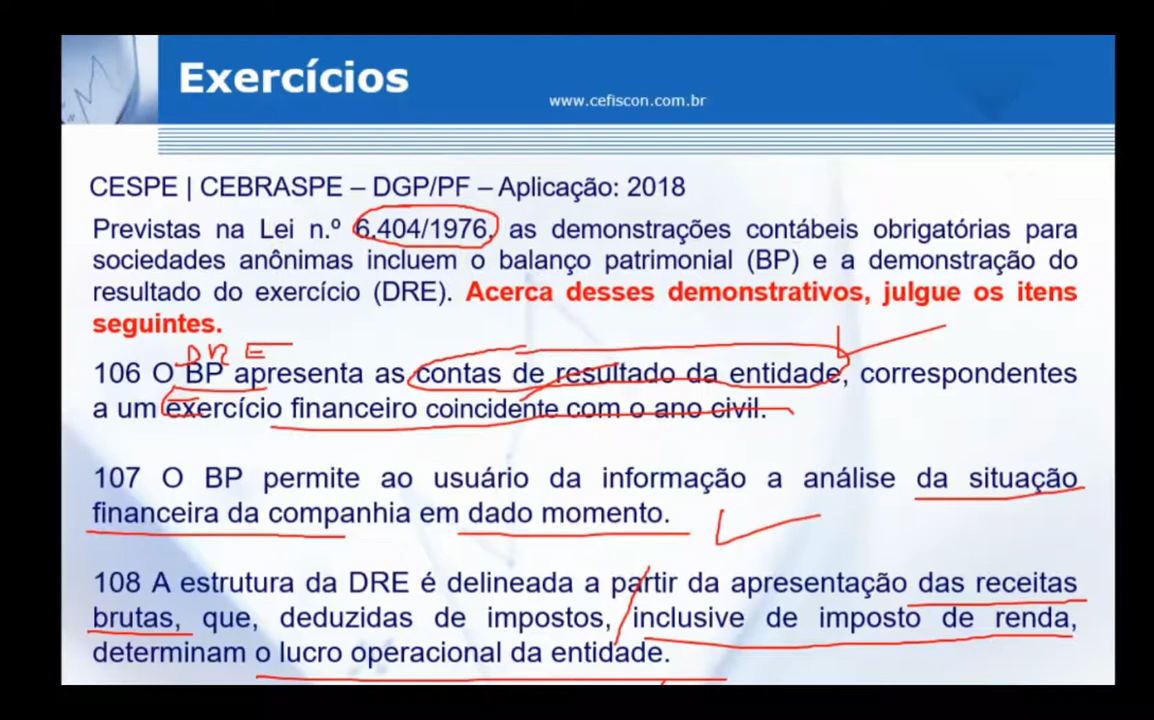 Exercícios
www.cefiscon.com.br
CESPE | CEBRASPE – DGP/PF – Aplicação: 2018
Previstas na Lei n.º 6.404/1976, as demonstrações contábeis obrigatórias para
sociedades anônimas incluem o balanço patrimonial (BP) e a demonstração do
resultado do exercício (DRE). Acerca desses demonstrativos, julgue os itens
seguintes.
DRE
106 O BP apresenta as contas de resultado da entidade, correspondentes
a um exercício financeiro coincidente com o ano civil.
107 O BP permite ao usuário da informação a análise da situação
financeira da companhia em dado momento.
108 A estrutura da DRE é delineada a partir da apresentação das receitas
brutas, que, deduzidas de impostos, inclusive de imposto de renda,
determinam o lucro operacional da entidade.